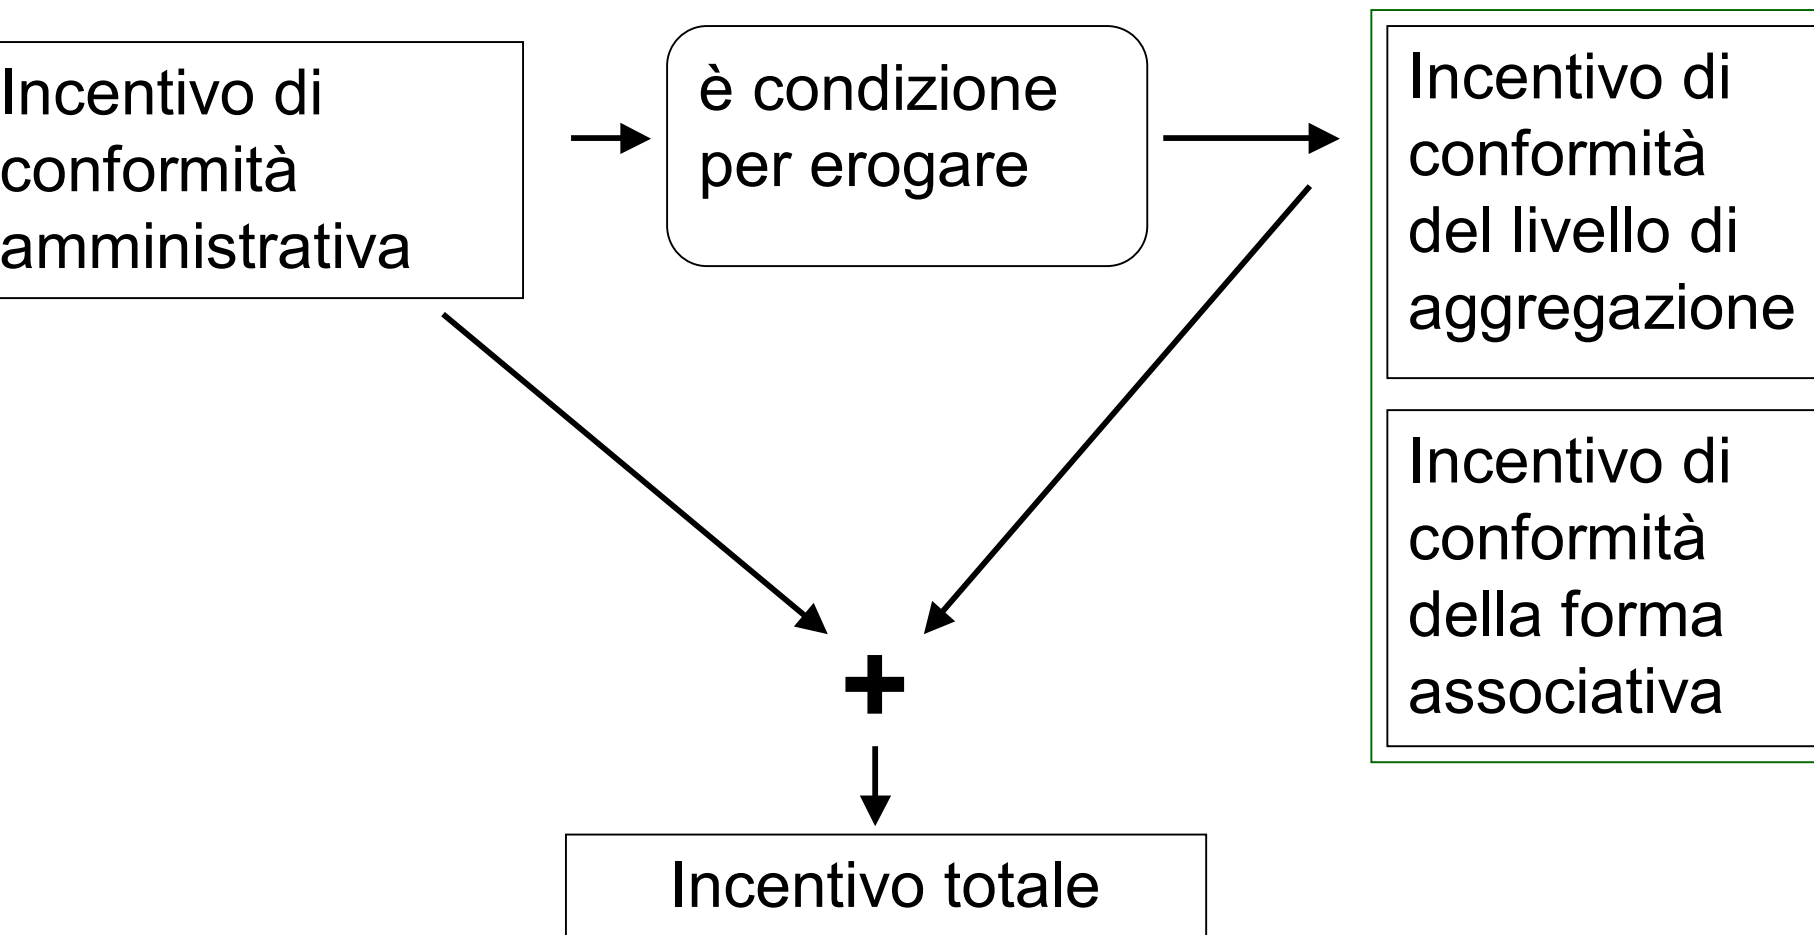 Incentivo di
conformità
amministrativa
è condizione
per erogare
Incentivo di
conformità
del livello di
aggregazione
Incentivo di
conformità
della forma
associativa
+
Incentivo totale